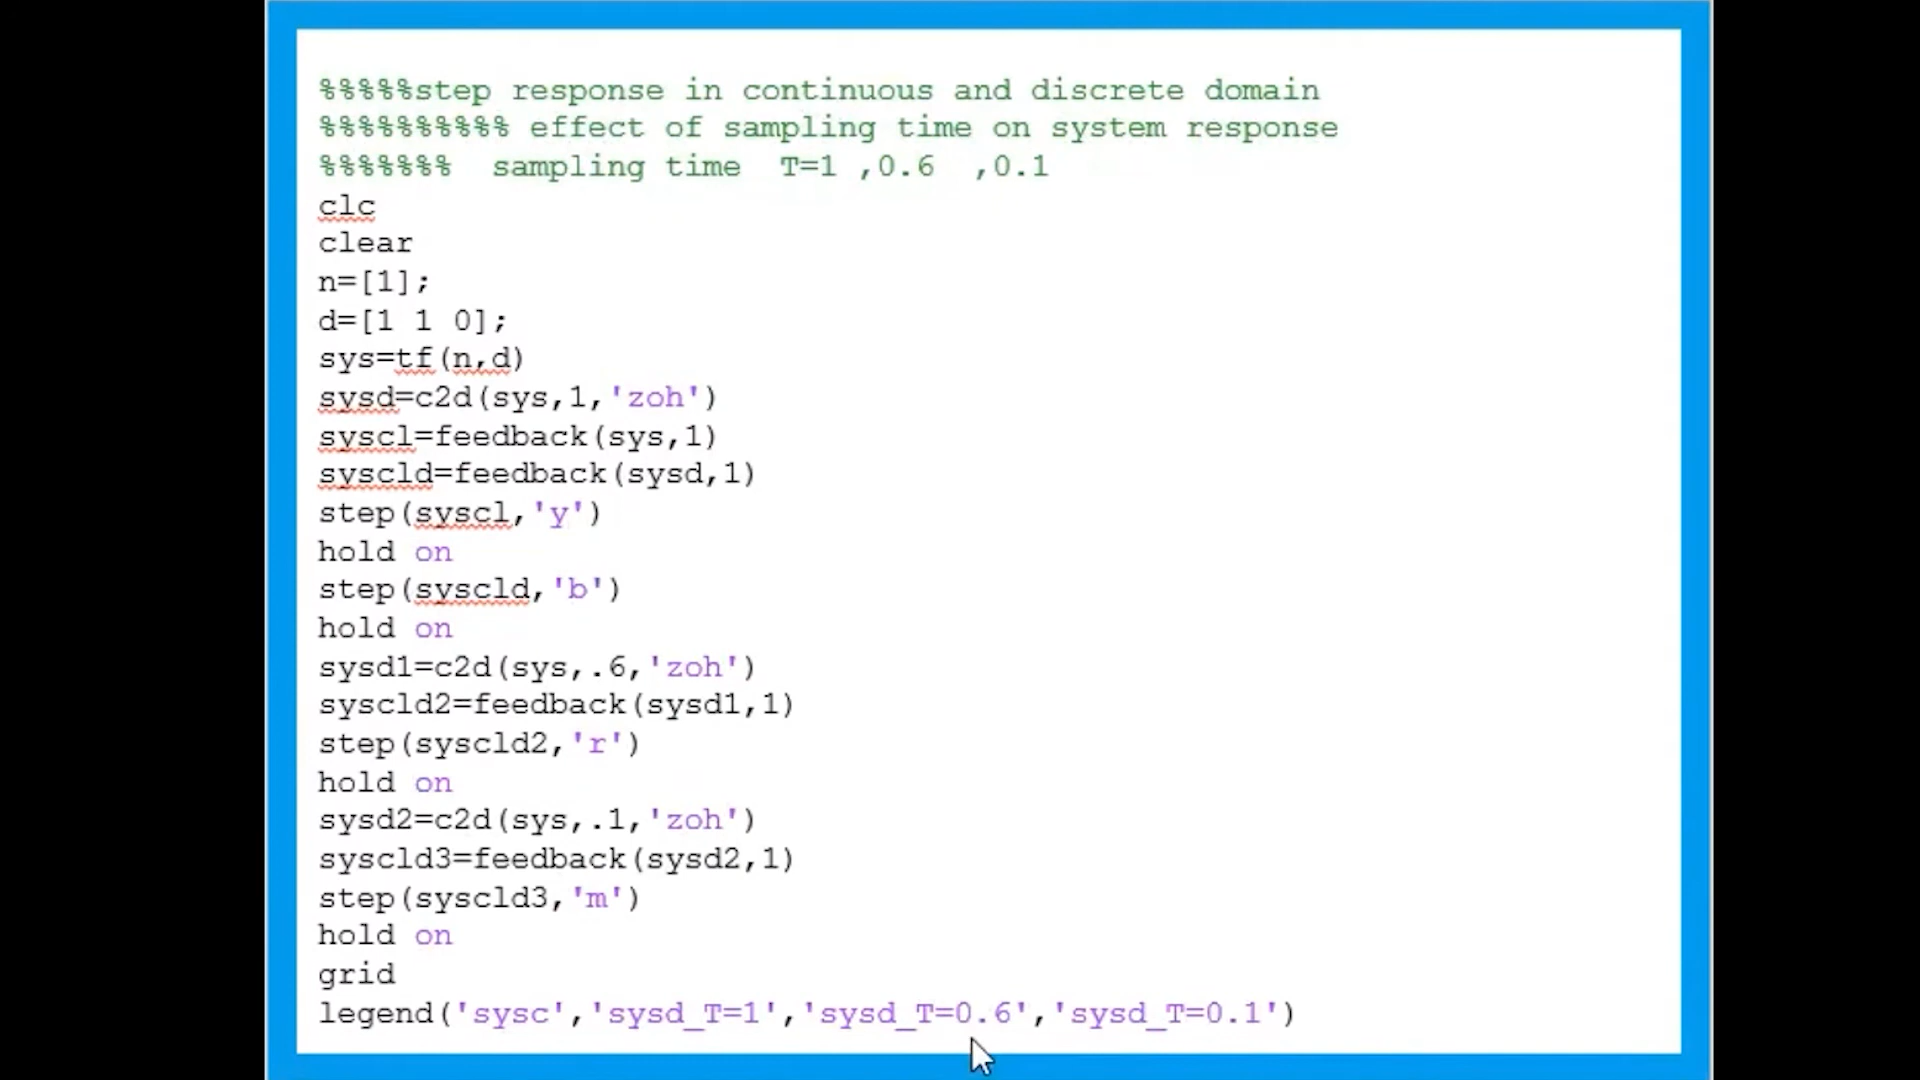 %%%%%step response in continuous and discrete domain
%%%%%%%%%% effect of sampling time on system response
%%%%%%%  sampling time  T=1 ,0.6  ,0.1
clc
clear
n=[1];
d=[1 1 0];
sys=tf(n,d)
sysd=c2d(sys,1,'zoh')
syscl=feedback(sys,1)
syscld=feedback(sysd,1)
step(syscl,'y')
hold on
step(syscld,'b')
hold on
sysd1=c2d(sys,.6,'zoh')
syscld2=feedback(sysd1,1)
step(syscld2,'r')
hold on
sysd2=c2d(sys,.1,'zoh')
syscld3=feedback(sysd2,1)
step(syscld3,'m')
hold on
grid
legend('sysc','sysd_T=1','sysd_T=0.6','sysd_T=0.1')